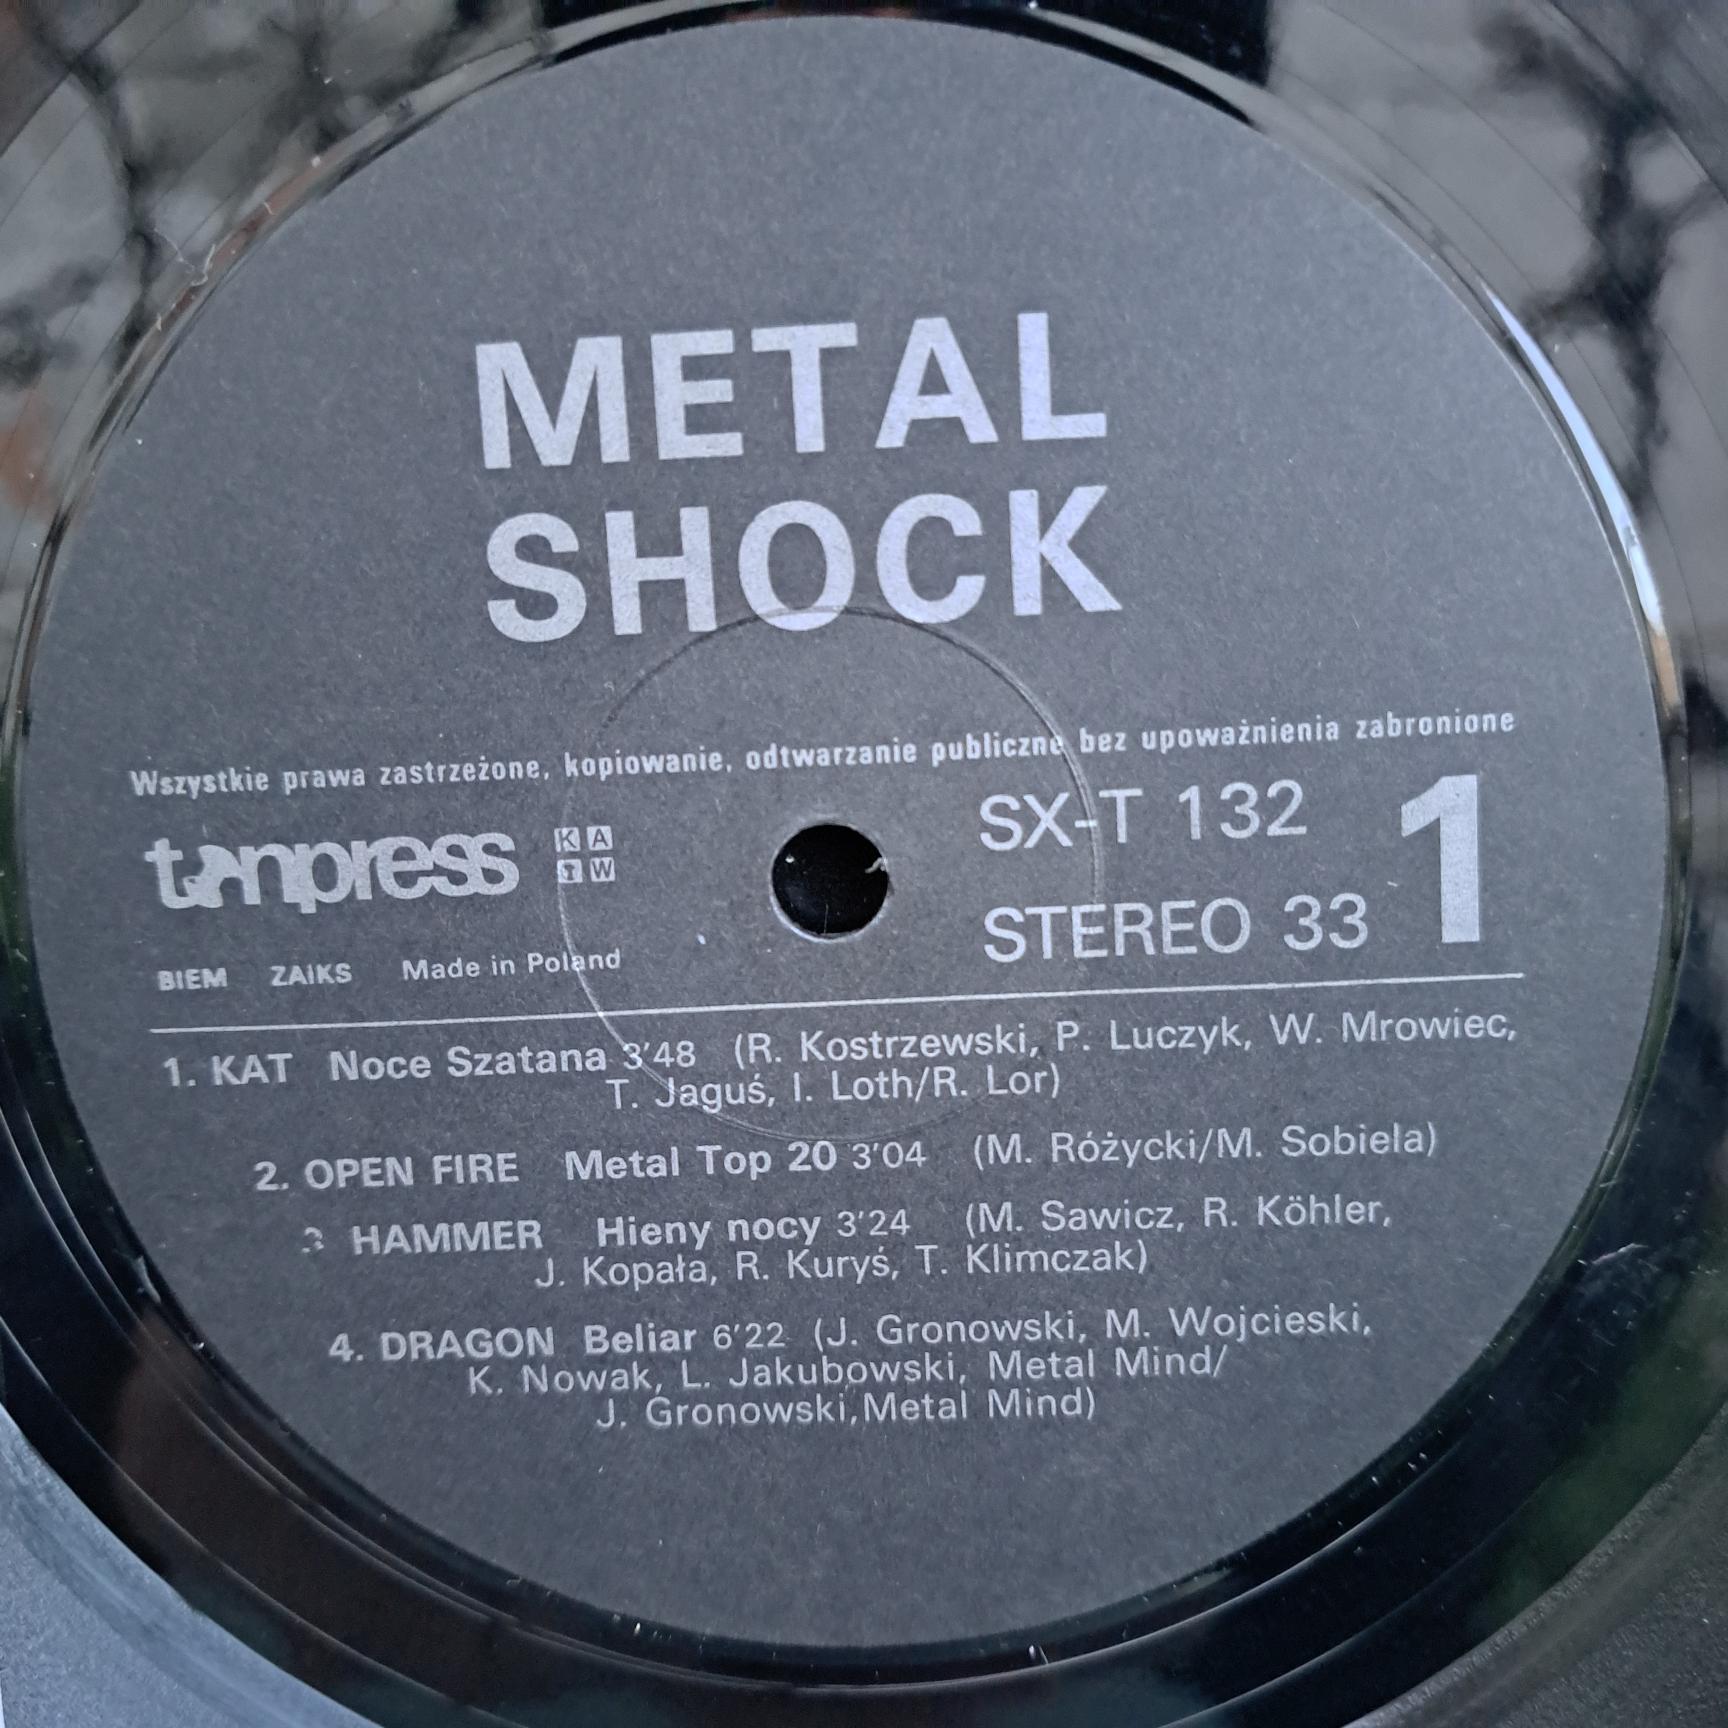 METAL
SHOCK
Wszystkie prawa zastrzeżone, kopiowanie, odtwarzanie publiczne bez upoważnienia zabronione
tonpress KAW SX-T 132 1
STEREO 33
BIEM ZAIKS Made in Poland
1. KAT Noce Szatana 3'48 (R. Kostrzewski, P. Luczyk, W. Mrowiec,
T. Jaguś, I. Loth/R. Lor)
2. OPEN FIRE Metal Top 20 3'04 (M. Różycki/M. Sobiela)
3 HAMMER Hieny nocy 3'24 (M. Sawicz, R. Köhler,
J. Kopała, R. Kuryś, T. Klimczak)
4. DRAGON Beliar 6'22 (J. Gronowski, M. Wojcieski,
K. Nowak, L. Jakubowski, Metal Mind/
J. Gronowski,Metal Mind)